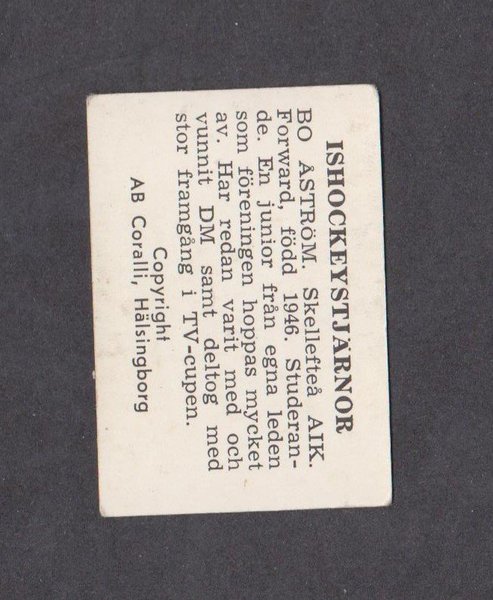 ISHOCKEYSTJÄRNOR
BO ÅSTRÖM. Skellefteå AIK.
Forward, född 1946. Studeran-
de. En junior från egna leden
som föreningen hoppas mycket
av. Har redan varit med och
vunnit DM samt deltog med
stor framgång i TV-cupen.
Copyright
AB Coralli, Hälsingborg